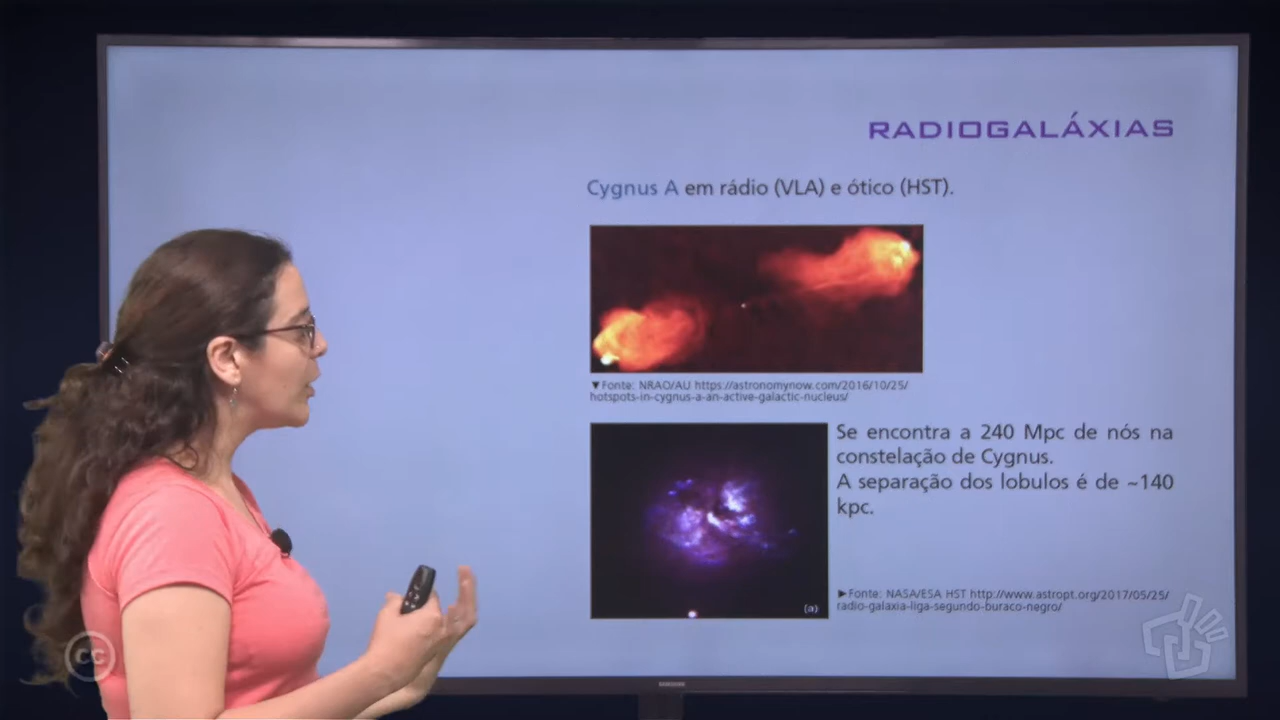 RADIOGALÁXIAS
Cygnus A em rádio (VLA) e ótico (HST).
▼Fonte: NRAO/AU https://astronomynow.com/2016/10/25/
hotspots-in-cygnus-a-an-active-galactic-nucleus/
Se encontra a 240 Mpc de nós na
constelação de Cygnus.
A separação dos lobulos é de ~140
kpc.
(a)
►Fonte: NASA/ESA HST http://www.astropt.org/2017/05/25/
radio-galaxia-liga-segundo-buraco-negro/
SAMSUNG
cc